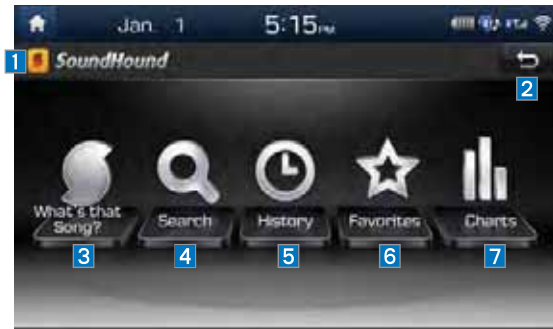 Jan. 1 5:15PM
1 SoundHound
2
What's that
Song?
Search
History
Favorites
Charts
3 4 5 6 7